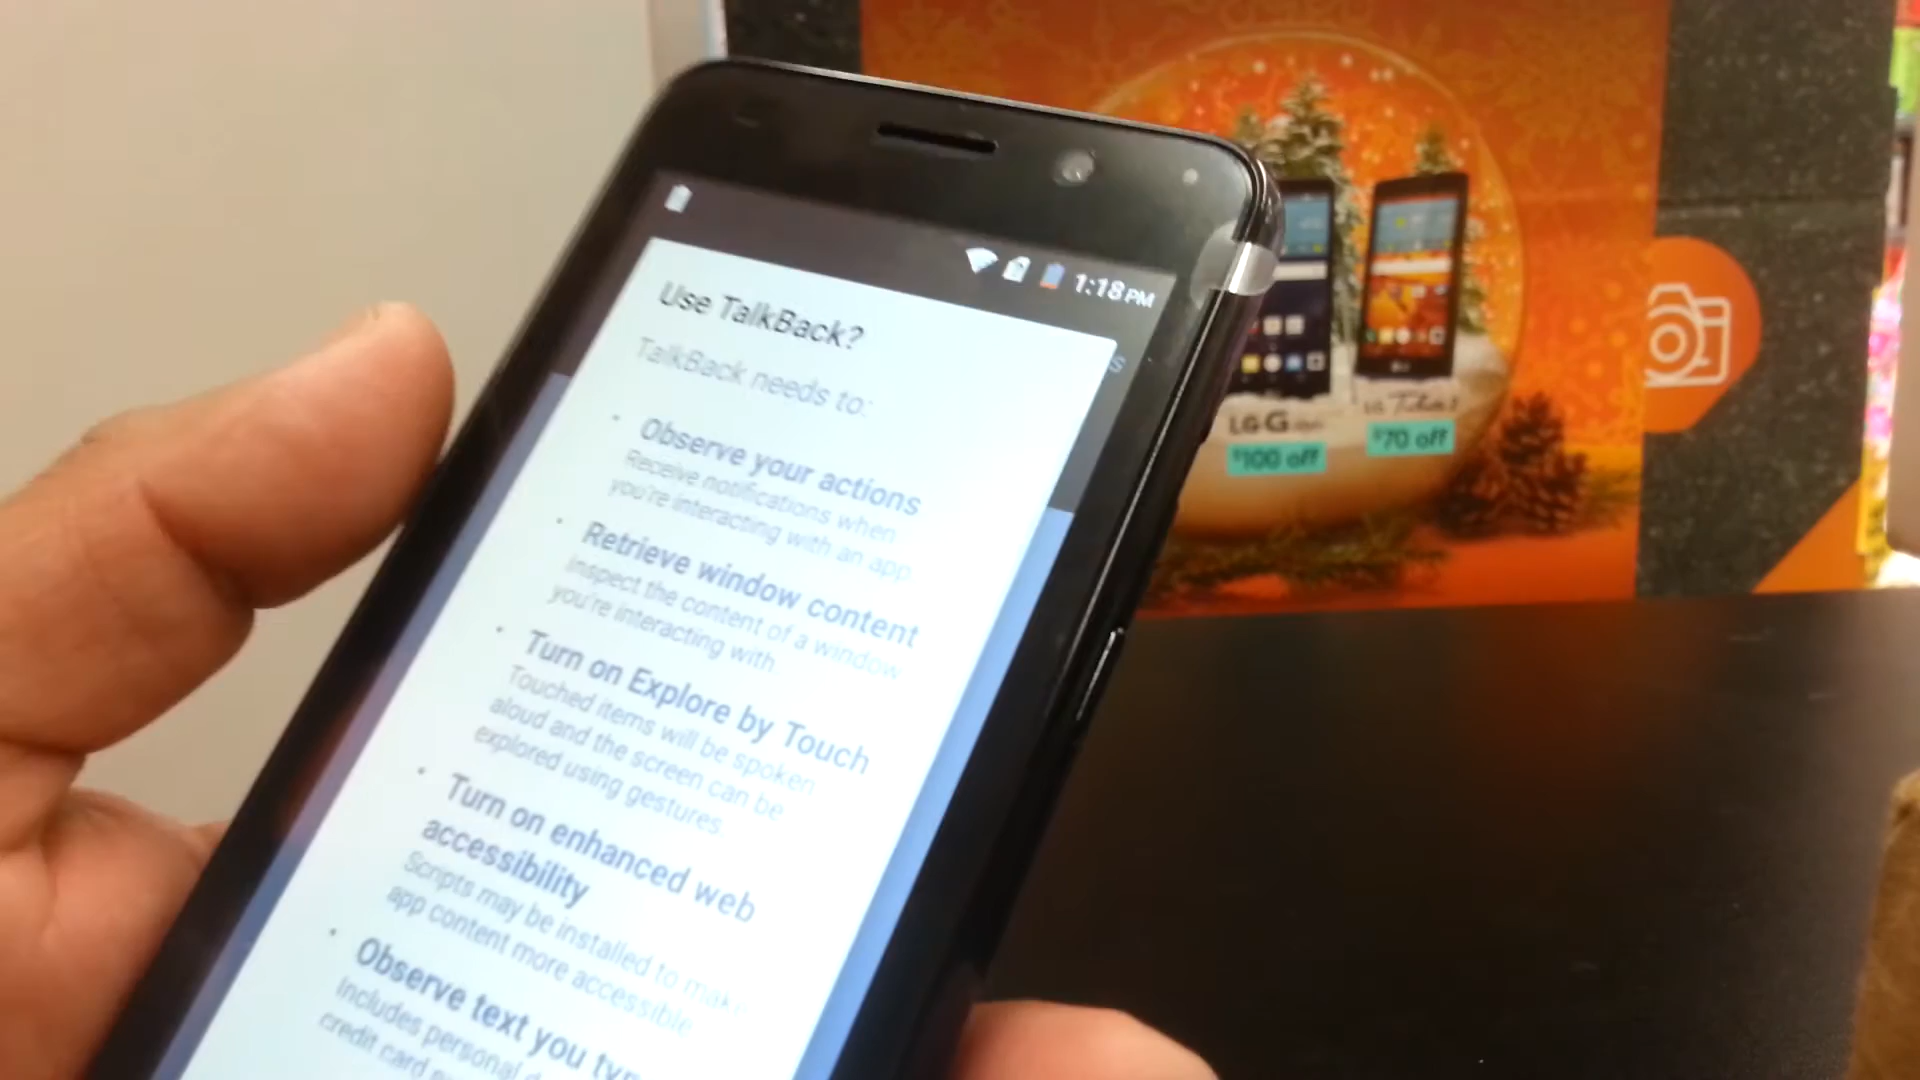 1:18 PM
Use TalkBack?
TalkBack needs to:
Observe your actions
Receive notifications when
you're interacting with an app.
Retrieve window content
Inspect the content of a window
you're interacting with.
Turn on Explore by Touch
Touched items will be spoken
aloud and the screen can be
explored using gestures.
Turn on enhanced web
accessibility
Scripts may be installed to make
app content more accessible.
Observe text you
Includes personal
credit card
LG G
$100 off
LG
$70 off